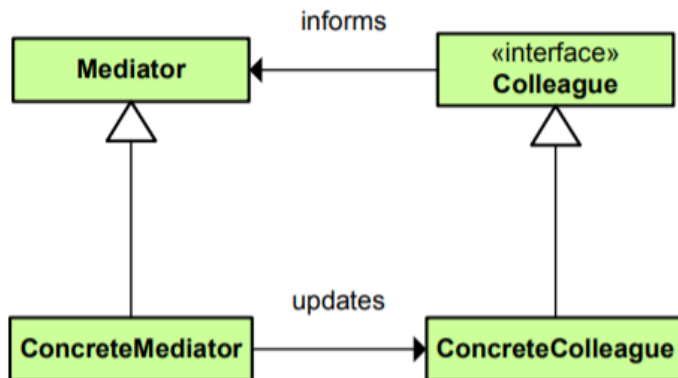 informs
Mediator
«interface»
Colleague
updates
ConcreteMediator
ConcreteColleague